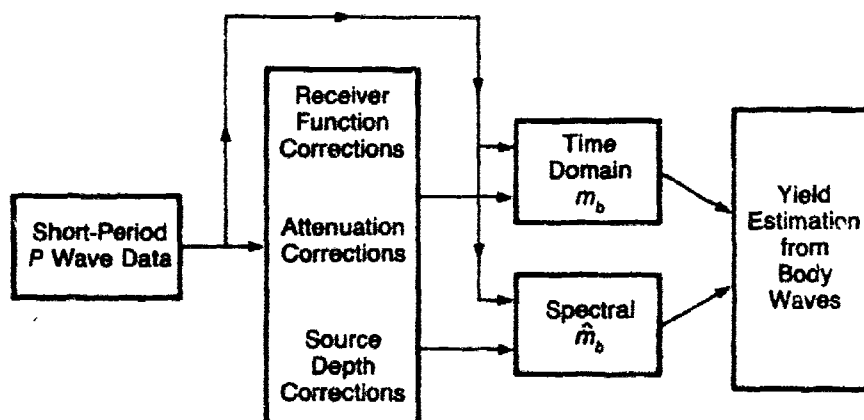 Short-Period
P Wave Data
Receiver
Function
Corrections
Attenuation
Corrections
Source
Depth
Corrections
Time
Domain
m_b
Spectral
m̂_b
Yield
Estimation
from
Body
Waves